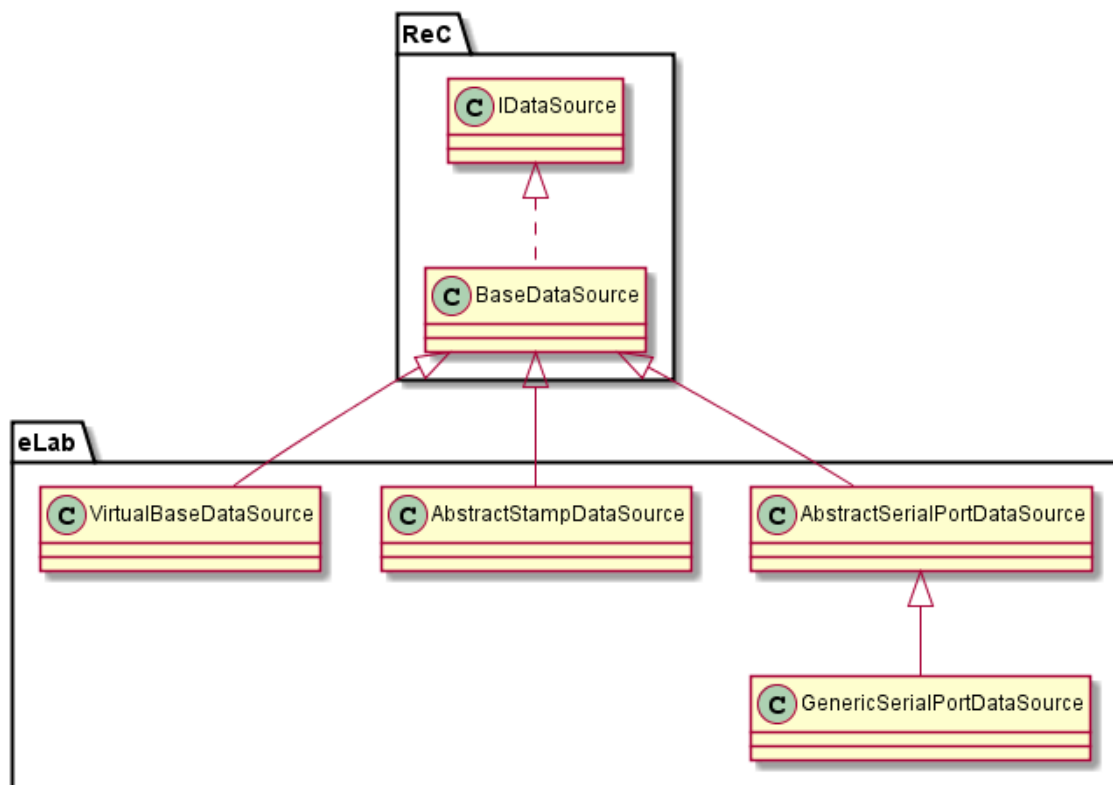 ReC
C IDataSource
C BaseDataSource
eLab
C VirtualBaseDataSource
C AbstractStampDataSource
C AbstractSerialPortDataSource
C GenericSerialPortDataSource